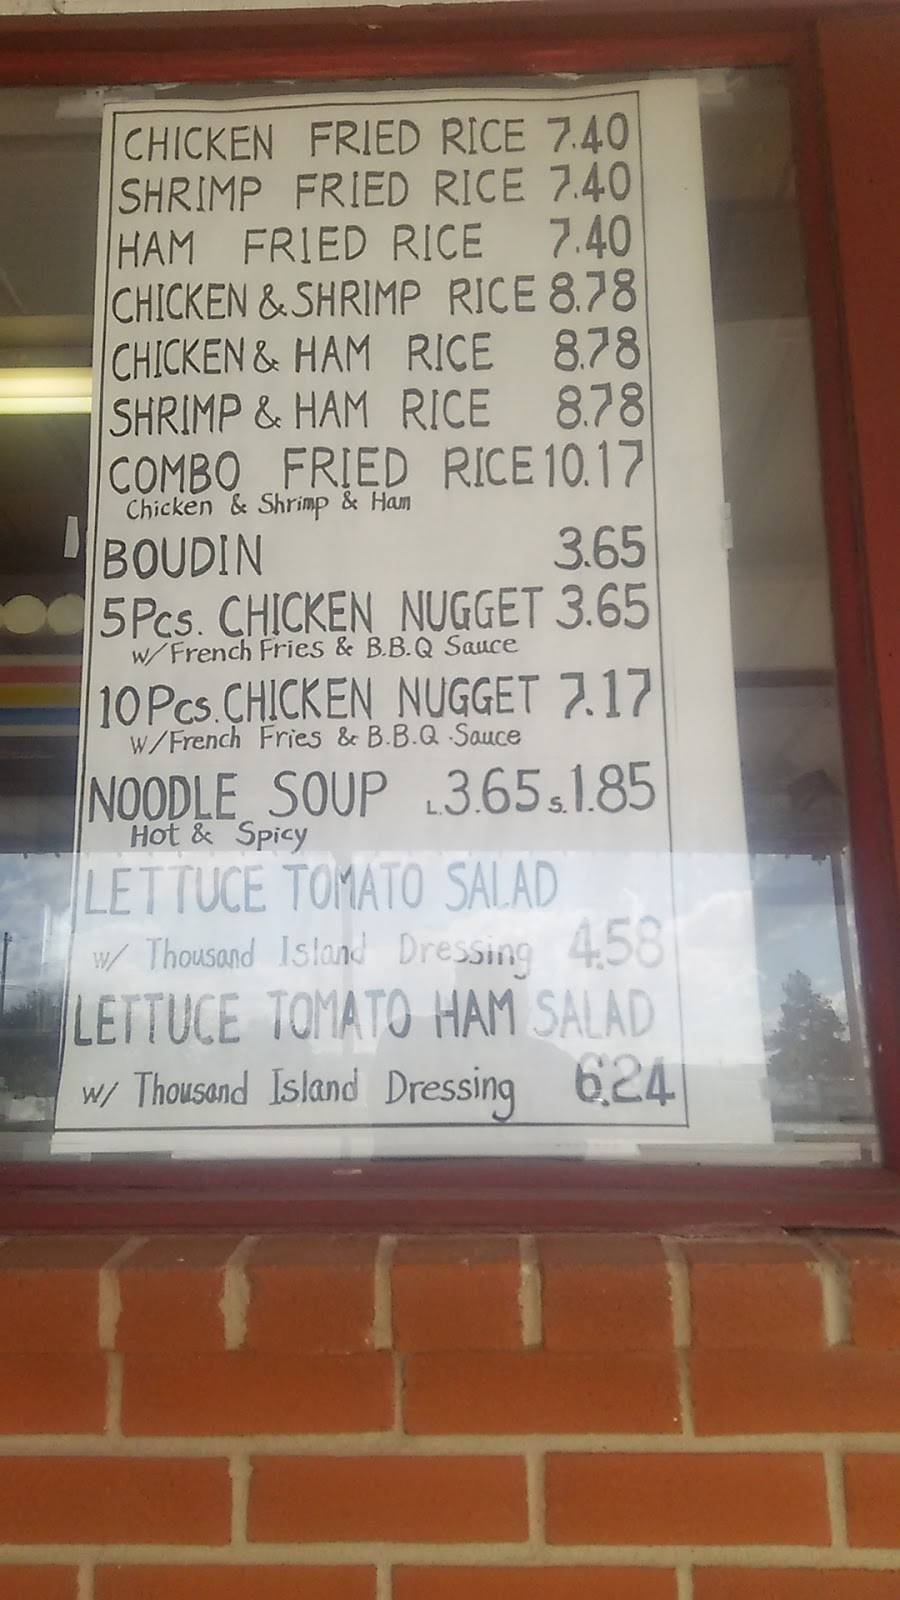 CHICKEN FRIED RICE 7.40
SHRIMP FRIED RICE 7.40
HAM FRIED RICE 7.40
CHICKEN & SHRIMP RICE 8.78
CHICKEN & HAM RICE 8.78
SHRIMP & HAM RICE 8.78
COMBO FRIED RICE 10.17
Chicken & Shrimp & Ham
BOUDIN 3.65
5Pcs. CHICKEN NUGGET 3.65
w/ French Fries & B.B.Q Sauce
10Pcs. CHICKEN NUGGET 7.17
w/ French Fries & B.B.Q. Sauce
NOODLE SOUP L.3.65 S.1.85
Hot & Spicy
LETTUCE TOMATO SALAD
w/ Thousand Island Dressing 4.58
LETTUCE TOMATO HAM SALAD
w/ Thousand Island Dressing 6.24